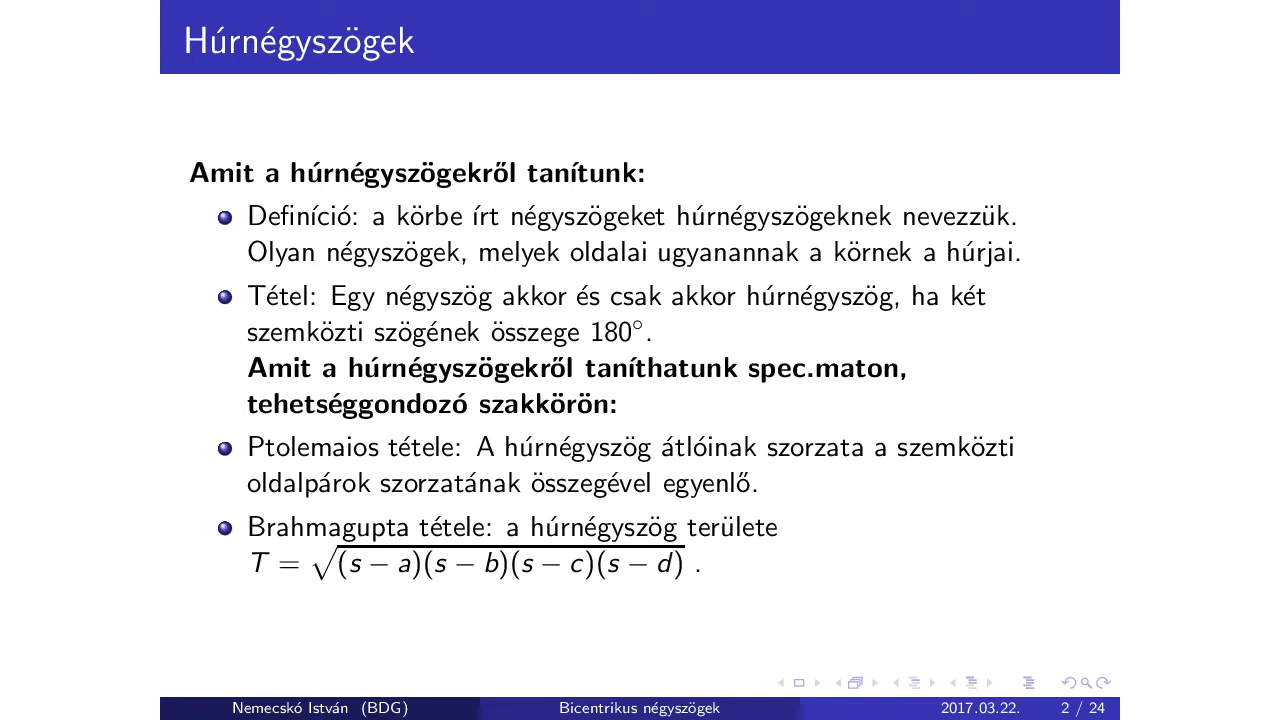 Húrnégyszögek
Amit a húrnégyszögekről tanítunk:
Definíció: a körbe írt négyszögeket húrnégyszögeknek nevezzük.
Olyan négyszögek, melyek oldalai ugyanannak a körnek a húrjai.
Tétel: Egy négyszög akkor és csak akkor húrnégyszög, ha két
szemközti szögének összege 180°.
Amit a húrnégyszögekről taníthatunk spec.maton,
tehetséggondozó szakkörön:
Ptolemaios tétele: A húrnégyszög átlóinak szorzata a szemközti
oldalpárok szorzatának összegével egyenlő.
Brahmagupta tétele: a húrnégyszög területe
T = √(s − a)(s − b)(s − c)(s − d) .
Nemecskó István (BDG) Bicentrikus négyszögek 2017.03.22. 2 / 24